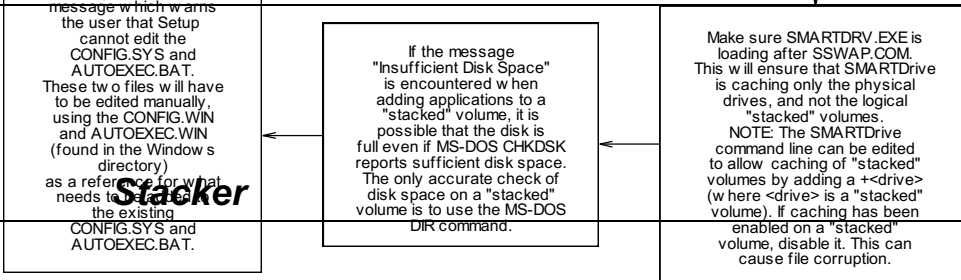 message which warns
the user that Setup
cannot edit the
CONFIG.SYS and
AUTOEXEC.BAT.
These two files will have
to be edited manually,
using the CONFIG.WIN
and AUTOEXEC.WIN
(found in the Windows
directory)
as a reference for what
needs to be added to
the existing
CONFIG.SYS and
AUTOEXEC.BAT.
Stacker
If the message
"Insufficient Disk Space"
is encountered when
adding applications to a
"stacked" volume, it is
possible that the disk is
full even if MS-DOS CHKDSK
reports sufficient disk space.
The only accurate check of
disk space on a "stacked"
volume is to use the MS-DOS
DIR command.
Make sure SMARTDRV.EXE is
loading after SSWAP.COM.
This will ensure that SMARTDrive
is caching only the physical
drives, and not the logical
"stacked" volumes.
NOTE: The SMARTDrive
command line can be edited
to allow caching of "stacked"
volumes by adding a +<drive>
(where <drive> is a "stacked"
volume). If caching has been
enabled on a "stacked"
volume, disable it. This can
cause file corruption.